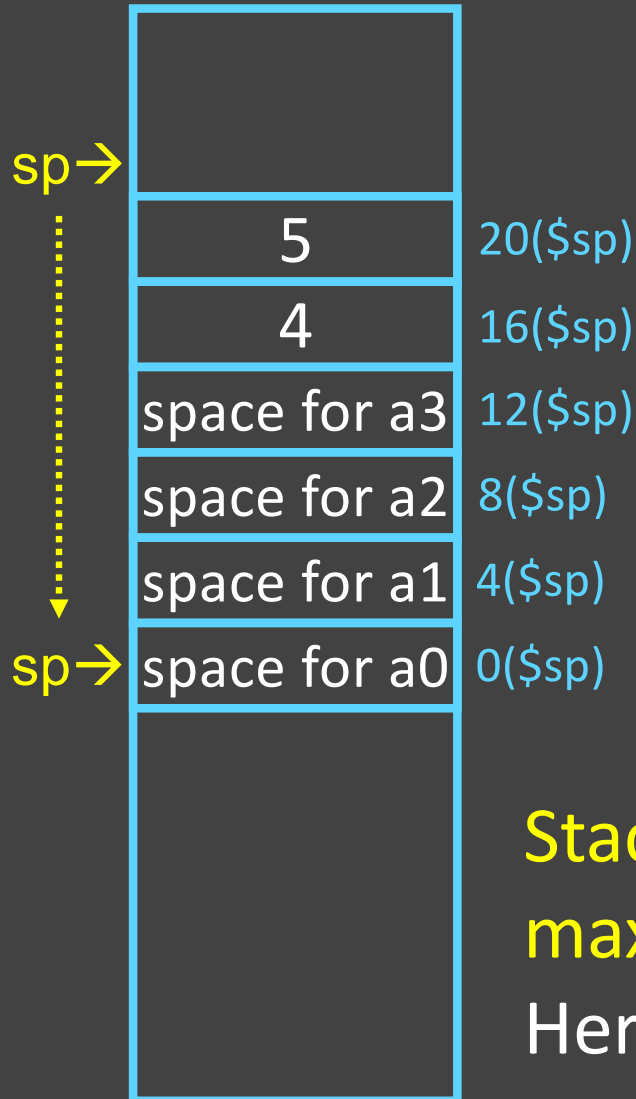 sp→
5 20($sp)
4 16($sp)
space for a3 12($sp)
space for a2 8($sp)
space for a1 4($sp)
sp→ space for a0 0($sp)